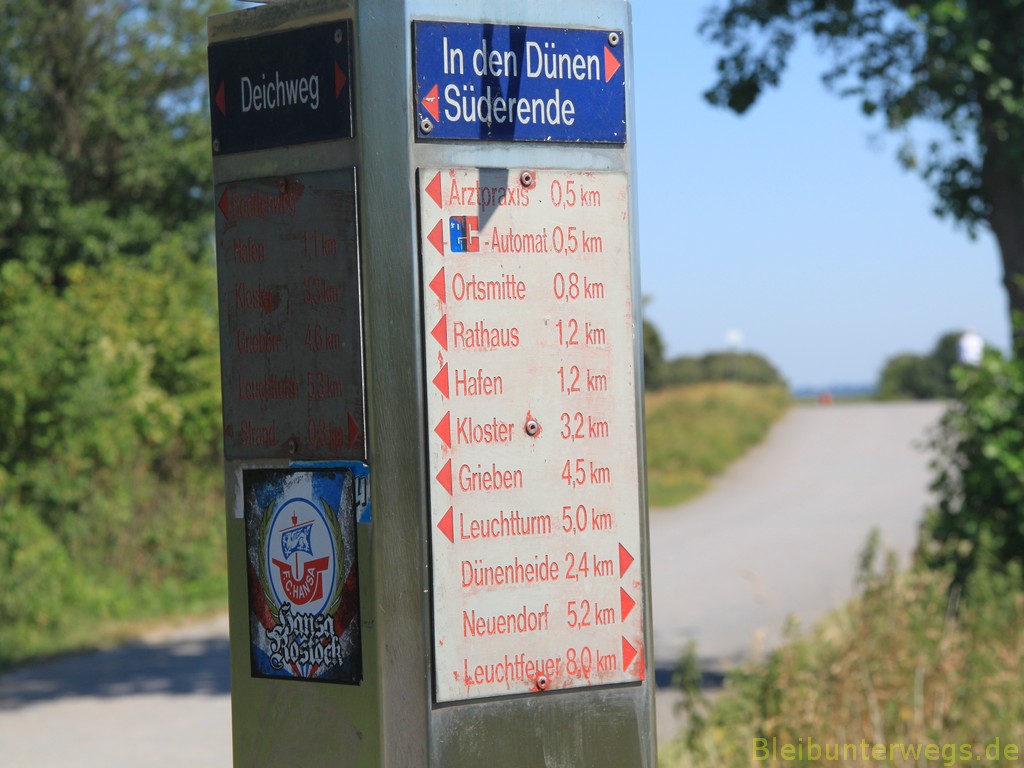 Deichweg
In den Dünen
Süderende
Hafen 1,1 km
Kloster
Grieben
Leuchtturm
Strand
Arztpraxis 0,5 km
EC-Automat 0,5 km
Ortsmitte 0,8 km
Rathaus 1,2 km
Hafen 1,2 km
Kloster 3,2 km
Grieben 4,5 km
Leuchtturm 5,0 km
Dünenheide 2,4 km
Neuendorf 5,2 km
Leuchtfeuer 8,0 km
F.C. HANSA
Hansa
Rostock
Bleibunterwegs.de